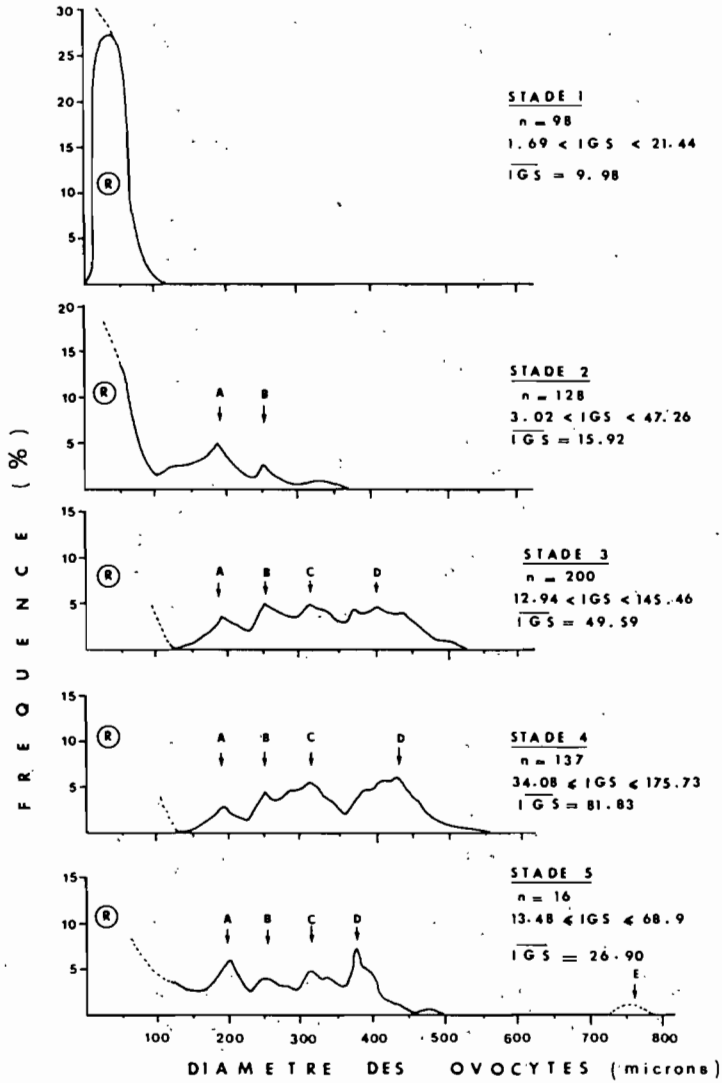 30
25
20
15
10
5
R
STADE 1
n = 98
1.69 < IGS < 21.44
IGS = 9.98
20
15
10
5
R
A B
STADE 2
n = 128
3.02 < IGS < 47.26
IGS = 15.92
15
10
5
R
A B C D
STADE 3
n = 200
12.94 < IGS < 145.46
IGS = 49.59
15
10
5
R
A B C D
STADE 4
n = 137
34.08 ≤ IGS ≤ 175.73
IGS = 81.83
15
10
5
R
A B C D
E
STADE 5
n = 16
13.48 ≤ IGS ≤ 68.9
IGS = 26.90
100 200 300 400 500 600 700 800
DIAMETRE DES OVOCYTES (microns)
FREQUENCE (%)